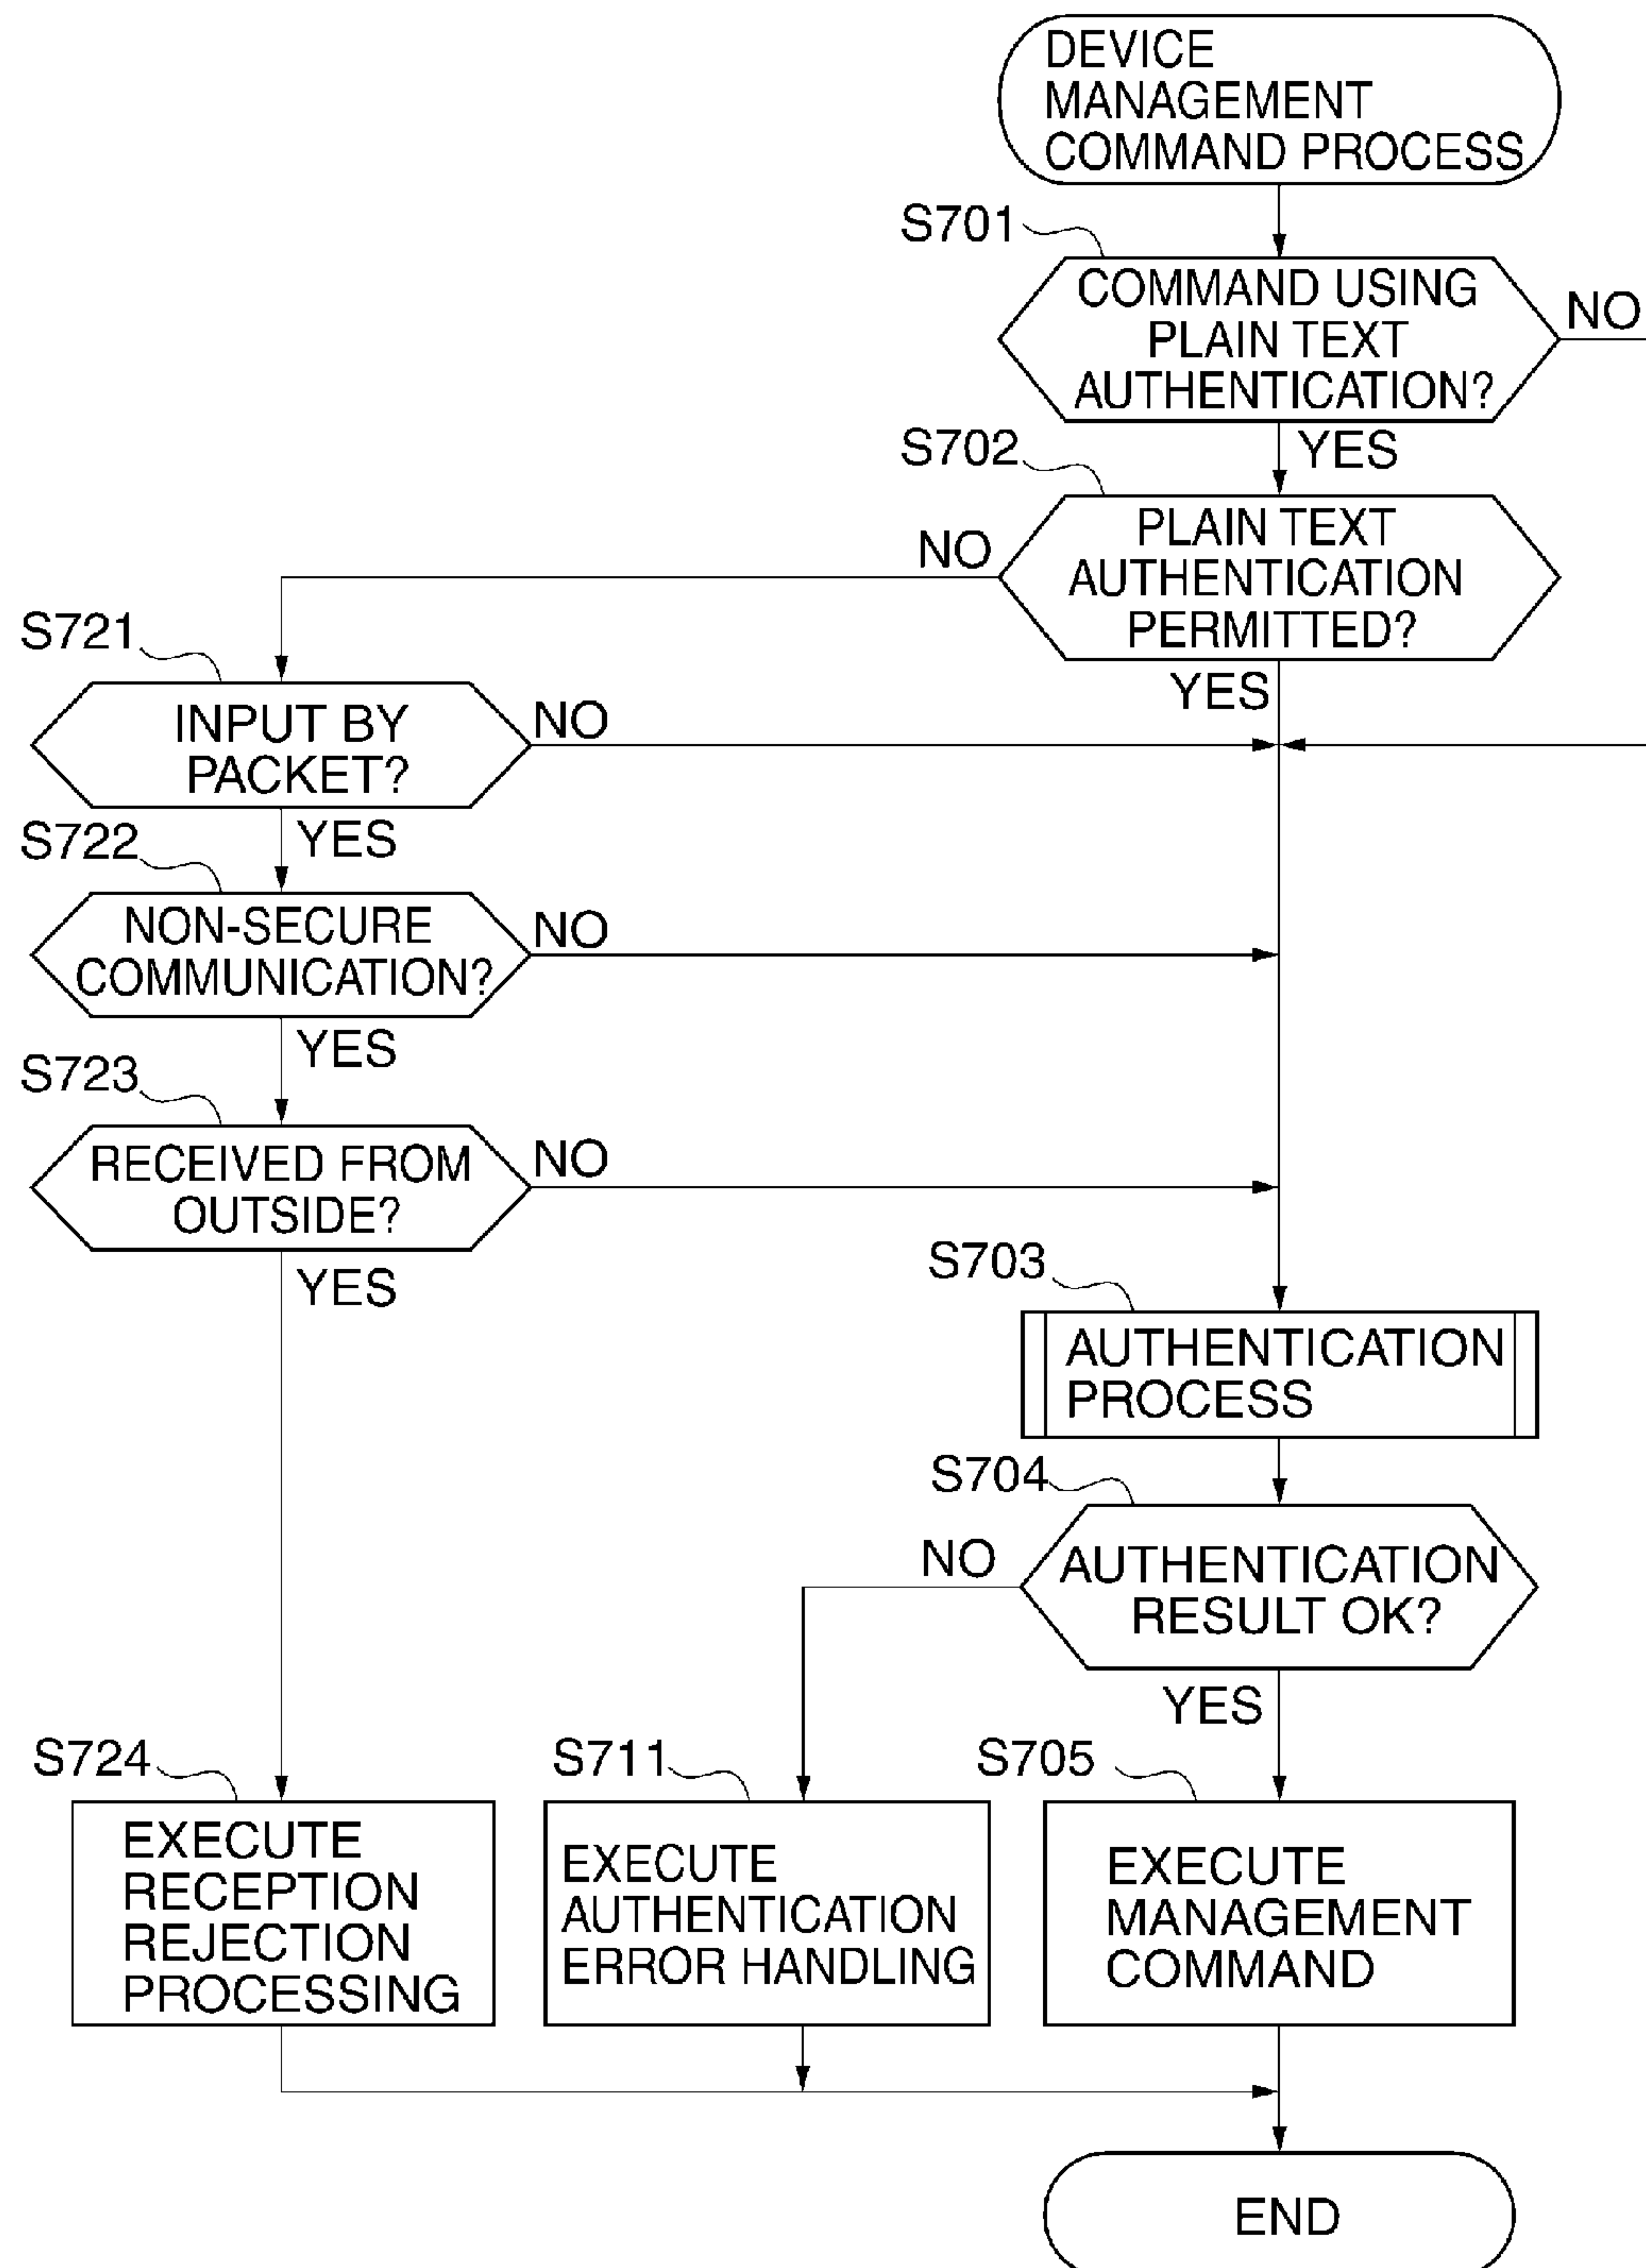 DEVICE
MANAGEMENT
COMMAND PROCESS
S701
COMMAND USING
PLAIN TEXT
AUTHENTICATION?
NO
YES
S702
PLAIN TEXT
AUTHENTICATION
PERMITTED?
NO
YES
S721
INPUT BY
PACKET?
NO
YES
S722
NON-SECURE
COMMUNICATION?
NO
YES
S723
RECEIVED FROM
OUTSIDE?
NO
YES
S703
AUTHENTICATION
PROCESS
S704
AUTHENTICATION
RESULT OK?
NO
YES
S724
EXECUTE
RECEPTION
REJECTION
PROCESSING
S711
EXECUTE
AUTHENTICATION
ERROR HANDLING
S705
EXECUTE
MANAGEMENT
COMMAND
END